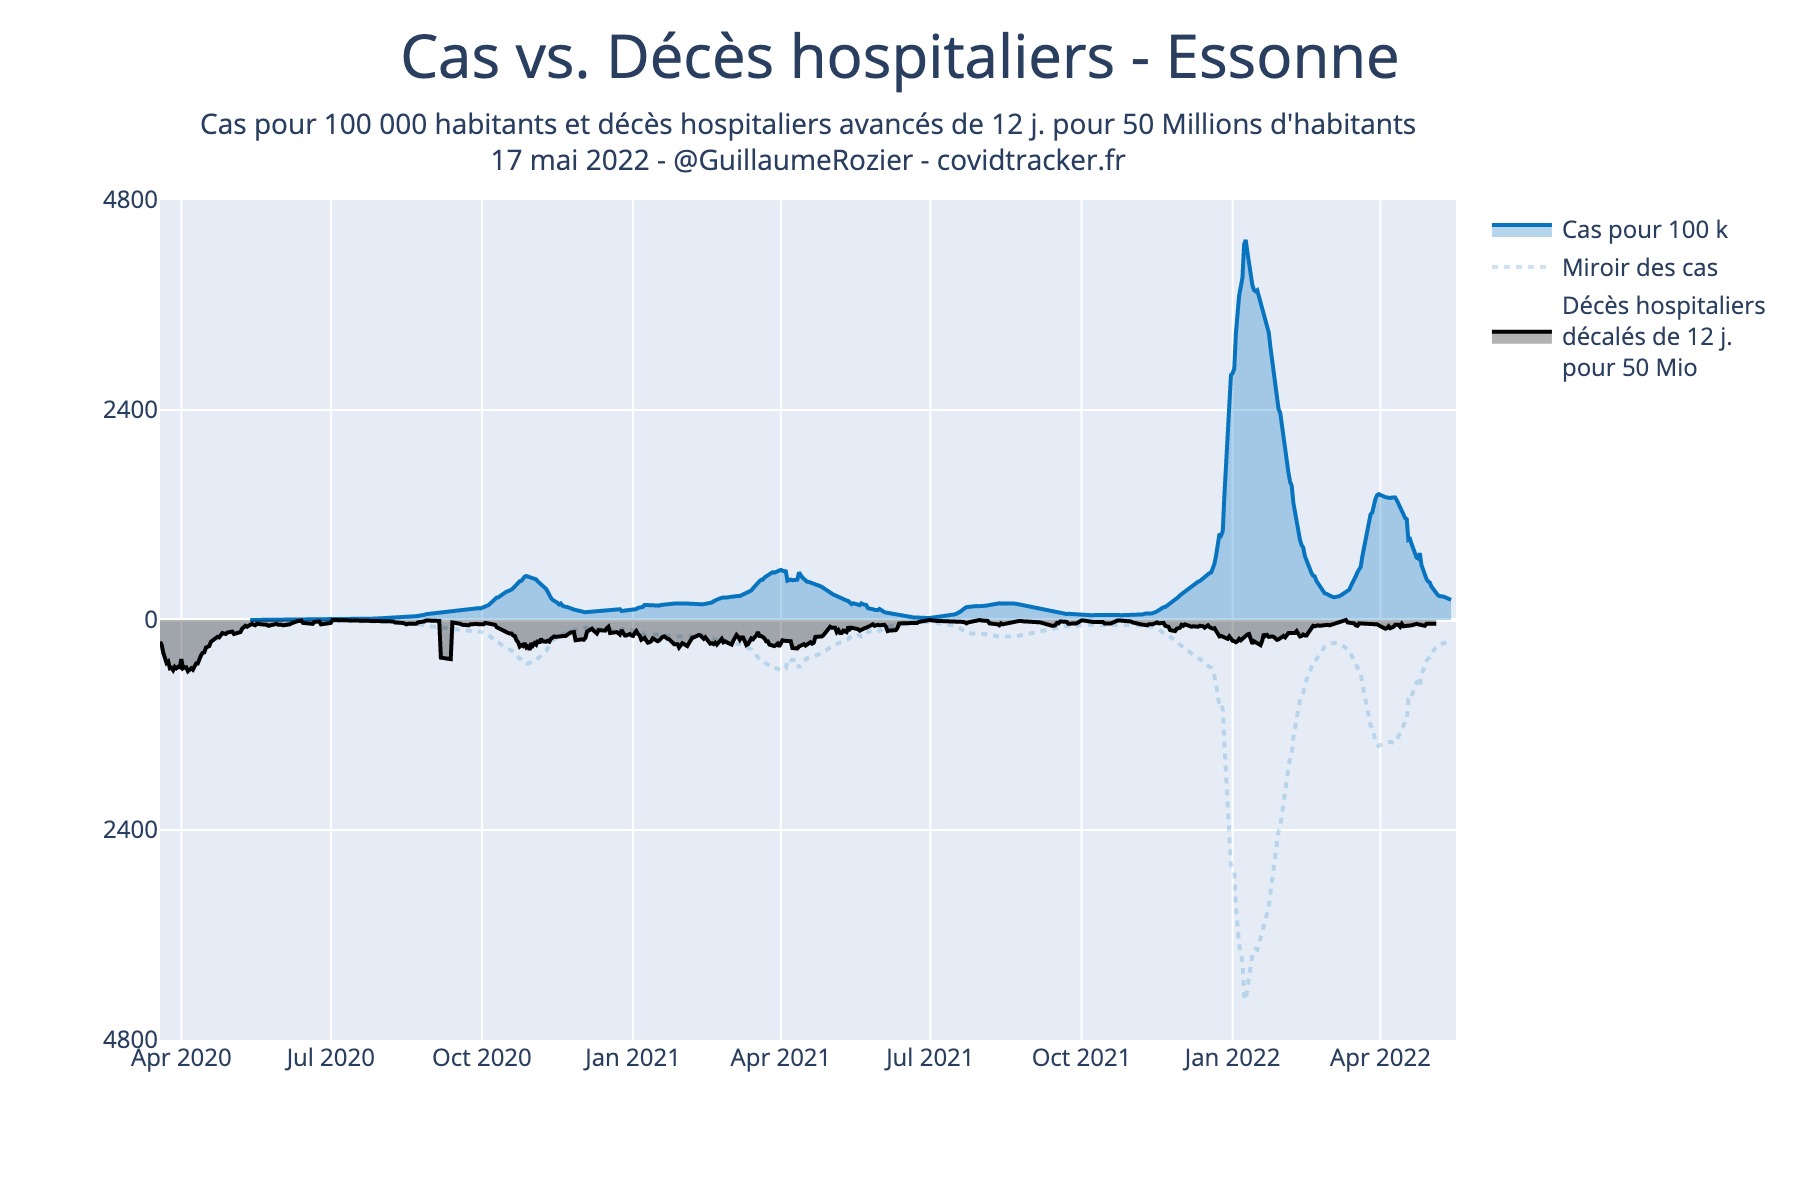 Cas vs. Décès hospitaliers - Essonne
Cas pour 100 000 habitants et décès hospitaliers avancés de 12 j. pour 50 Millions d'habitants
17 mai 2022 - @GuillaumeRozier - covidtracker.fr
4800
2400
0
2400
4800
Apr 2020
Jul 2020
Oct 2020
Jan 2021
Apr 2021
Jul 2021
Oct 2021
Jan 2022
Apr 2022
Cas pour 100 k
Miroir des cas
Décès hospitaliers
décalés de 12 j.
pour 50 Mio